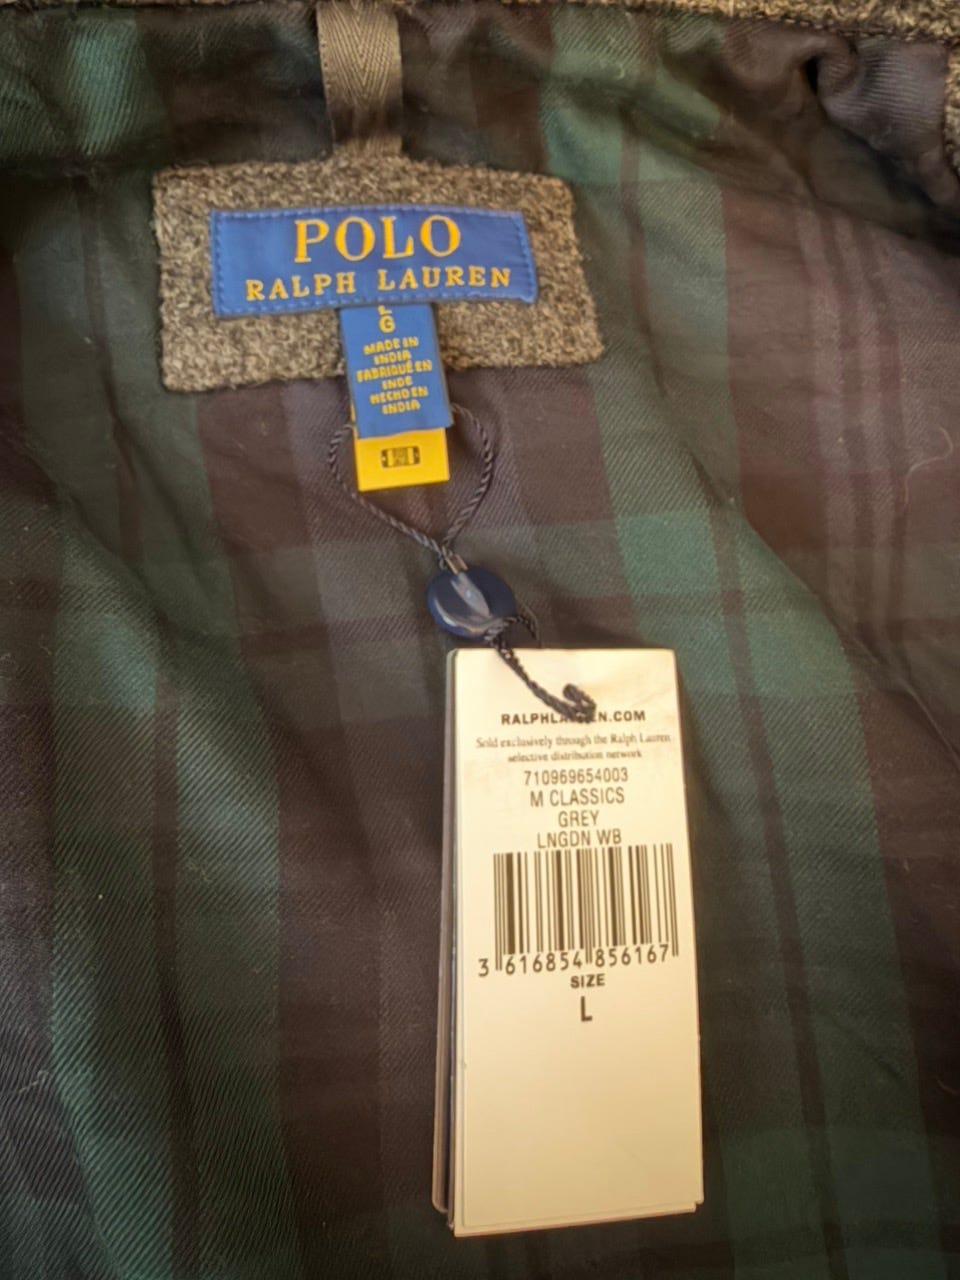 POLO
RALPH LAUREN
L
G
MADE IN
INDIA
FABRIQUÉ EN
INDE
HECHO EN
INDIA
RALPHLAUREN.COM
Sold exclusively through the Ralph Lauren
selective distribution network
710969654003
M CLASSICS
GREY
LNGDN WB
3 616854 856167
SIZE
L